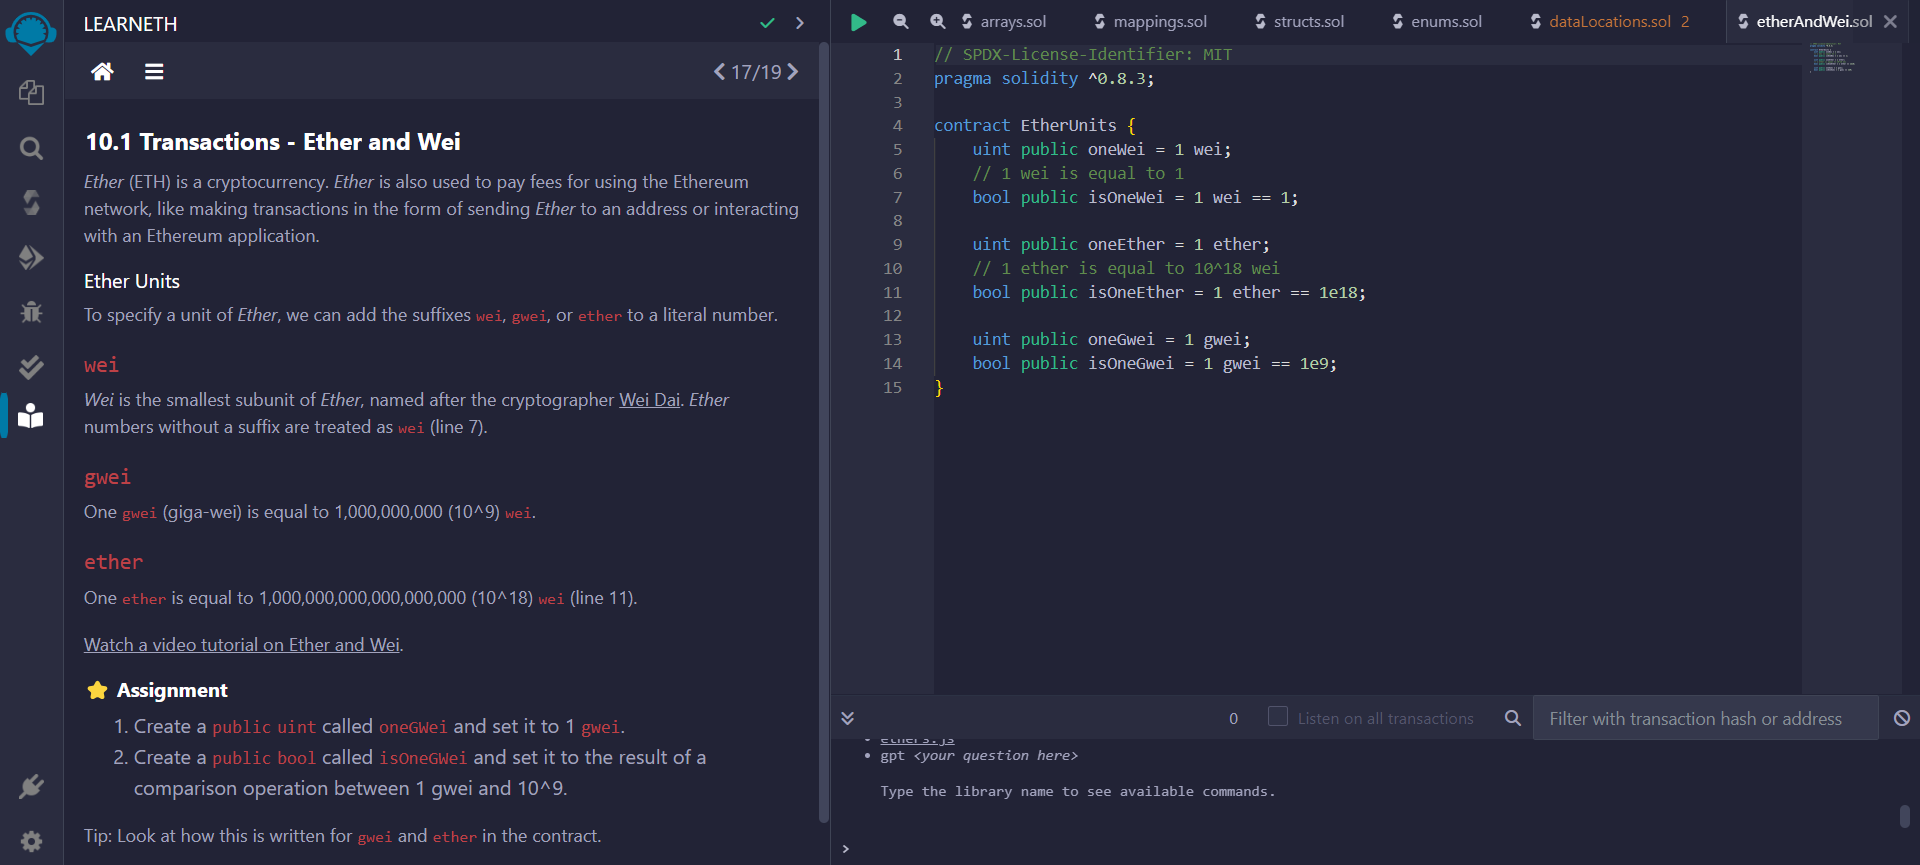 LEARNETH
17/19
10.1 Transactions - Ether and Wei
Ether (ETH) is a cryptocurrency. Ether is also used to pay fees for using the Ethereum
network, like making transactions in the form of sending Ether to an address or interacting
with an Ethereum application.
Ether Units
To specify a unit of Ether, we can add the suffixes wei, gwei, or ether to a literal number.
wei
Wei is the smallest subunit of Ether, named after the cryptographer Wei Dai. Ether
numbers without a suffix are treated as wei (line 7).
gwei
One gwei (giga-wei) is equal to 1,000,000,000 (10^9) wei.
ether
One ether is equal to 1,000,000,000,000,000,000 (10^18) wei (line 11).
Watch a video tutorial on Ether and Wei.
Assignment
1. Create a public uint called oneGWei and set it to 1 gwei.
2. Create a public bool called isOneGWei and set it to the result of a
comparison operation between 1 gwei and 10^9.
Tip: Look at how this is written for gwei and ether in the contract.
arrays.sol mappings.sol structs.sol enums.sol dataLocations.sol 2 etherAndWei.sol
1 // SPDX-License-Identifier: MIT
2 pragma solidity ^0.8.3;
3
4 contract EtherUnits {
5 uint public oneWei = 1 wei;
6 // 1 wei is equal to 1
7 bool public isOneWei = 1 wei == 1;
8
9 uint public oneEther = 1 ether;
10 // 1 ether is equal to 10^18 wei
11 bool public isOneEther = 1 ether == 1e18;
12
13 uint public oneGwei = 1 gwei;
14 bool public isOneGwei = 1 gwei == 1e9;
15 }
0 Listen on all transactions Filter with transaction hash or address
• ethers.js
• gpt <your question here>
Type the library name to see available commands.
>